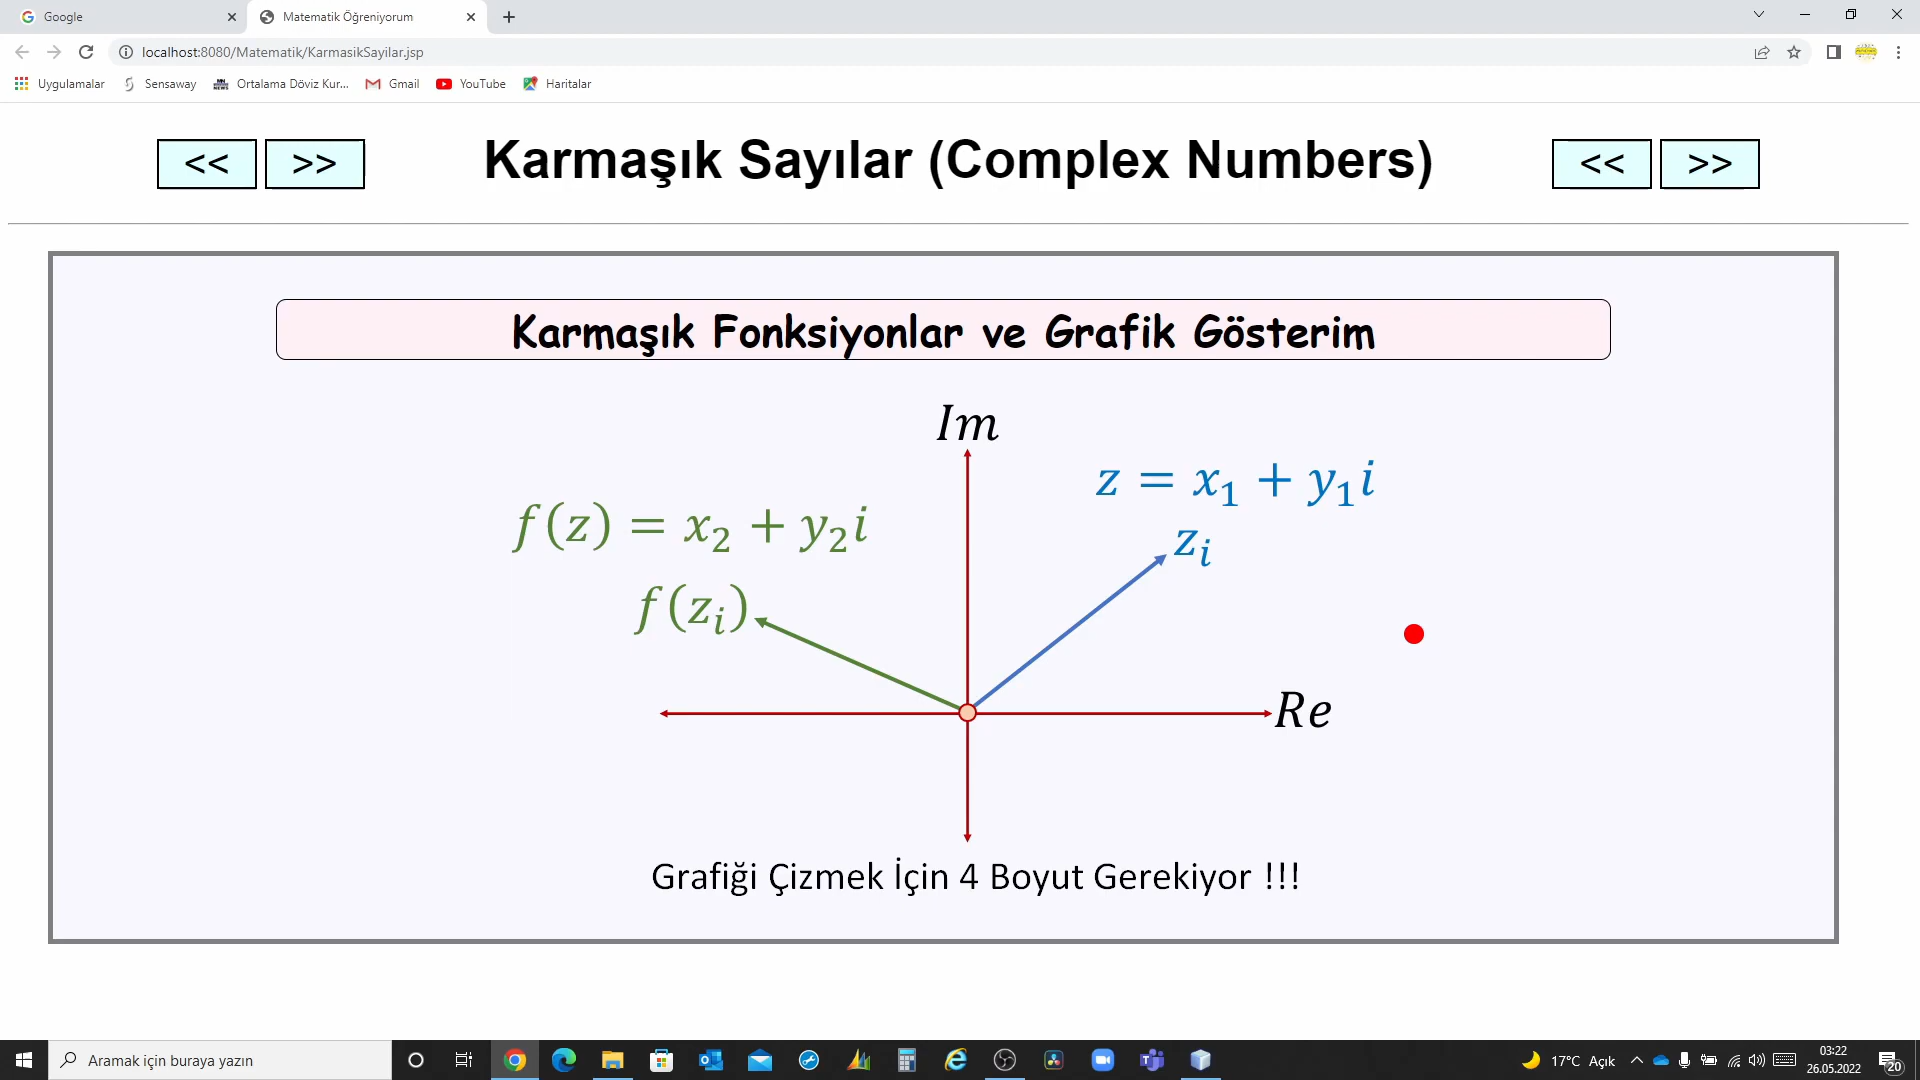 Google
Matematik Öğreniyorum
localhost:8080/Matematik/KarmasikSayilar.jsp
Uygulamalar Sensaway Ortalama Döviz Kur... Gmail YouTube Haritalar
<< >> Karmaşık Sayılar (Complex Numbers) << >>
Karmaşık Fonksiyonlar ve Grafik Gösterim
Im
z = x₁ + y₁i
f(z) = x₂ + y₂i
zᵢ
f(zᵢ)
Re
Grafiği Çizmek İçin 4 Boyut Gerekiyor !!!
Aramak için buraya yazın
17°C Açık
03:22
26.05.2022
20